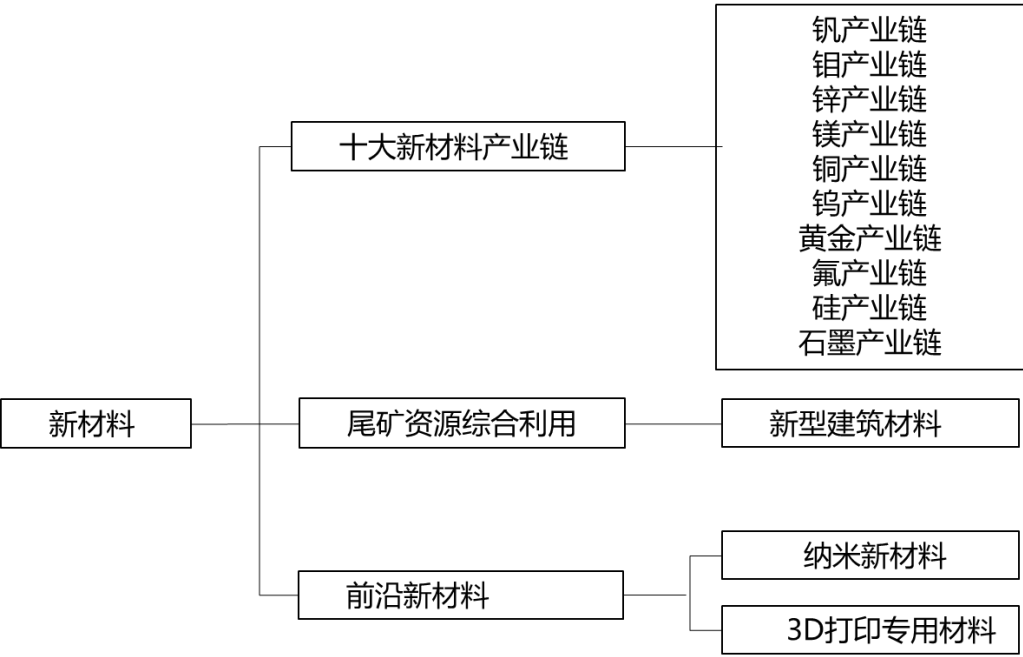 钒产业链
钼产业链
锌产业链
镁产业链
铜产业链
钨产业链
黄金产业链
氟产业链
硅产业链
石墨产业链
十大新材料产业链
新材料
尾矿资源综合利用
新型建筑材料
前沿新材料
纳米新材料
3D打印专用材料